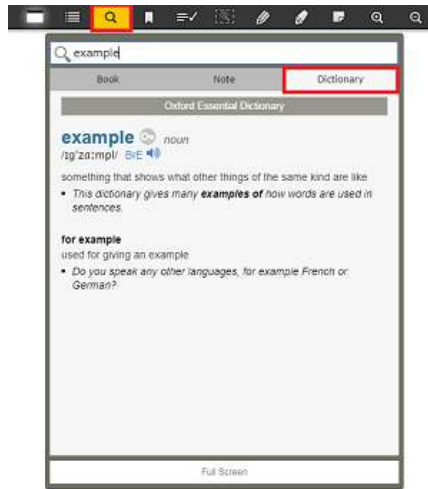 example
Book Note Dictionary
Oxford Essential Dictionary
example noun
/ɪɡˈzɑːmpl/ BrE
something that shows what other things of the same kind are like
• This dictionary gives many examples of how words are used in
sentences.
for example
used for giving an example
• Do you speak any other languages, for example French or
German?
Full Screen